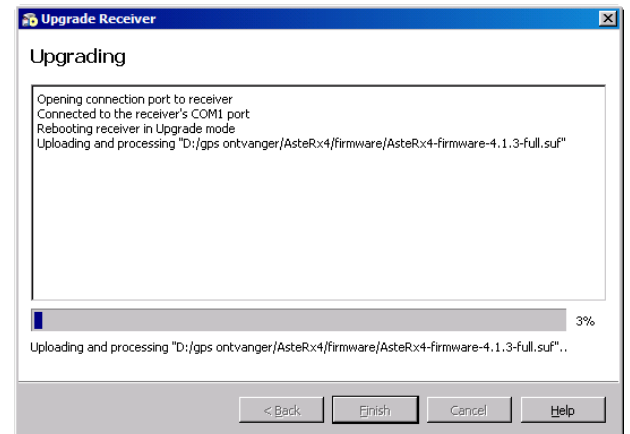 Upgrade Receiver
Upgrading
Opening connection port to receiver
Connected to the receiver's COM1 port
Rebooting receiver in Upgrade mode
Uploading and processing "D:/gps ontvanger/AsteRx4/firmware/AsteRx4-firmware-4.1.3-full.suf"
3%
Uploading and processing "D:/gps ontvanger/AsteRx4/firmware/AsteRx4-firmware-4.1.3-full.suf"..
< Back Finish Cancel Help